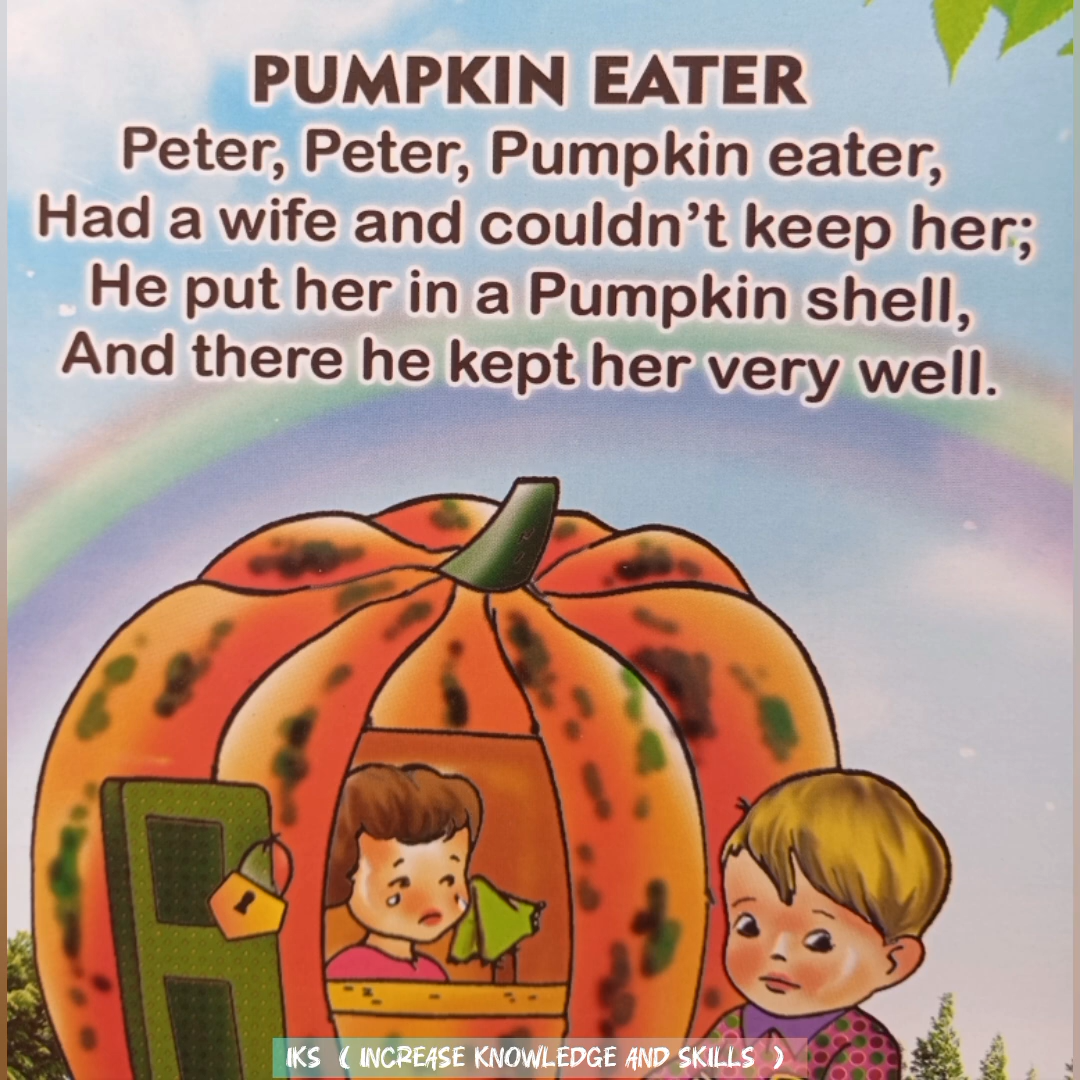 PUMPKIN EATER
Peter, Peter, Pumpkin eater,
Had a wife and couldn’t keep her;
He put her in a Pumpkin shell,
And there he kept her very well.
IKS ( INCREASE KNOWLEDGE AND SKILLS )